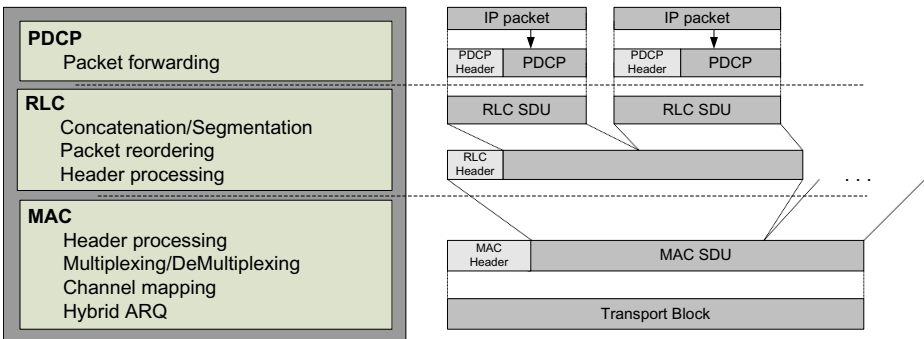 PDCP
Packet forwarding
RLC
Concatenation/Segmentation
Packet reordering
Header processing
MAC
Header processing
Multiplexing/DeMultiplexing
Channel mapping
Hybrid ARQ
IP packet
IP packet
PDCP
Header
PDCP
PDCP
Header
PDCP
RLC SDU
RLC SDU
RLC
Header
. . .
MAC
Header
MAC SDU
Transport Block